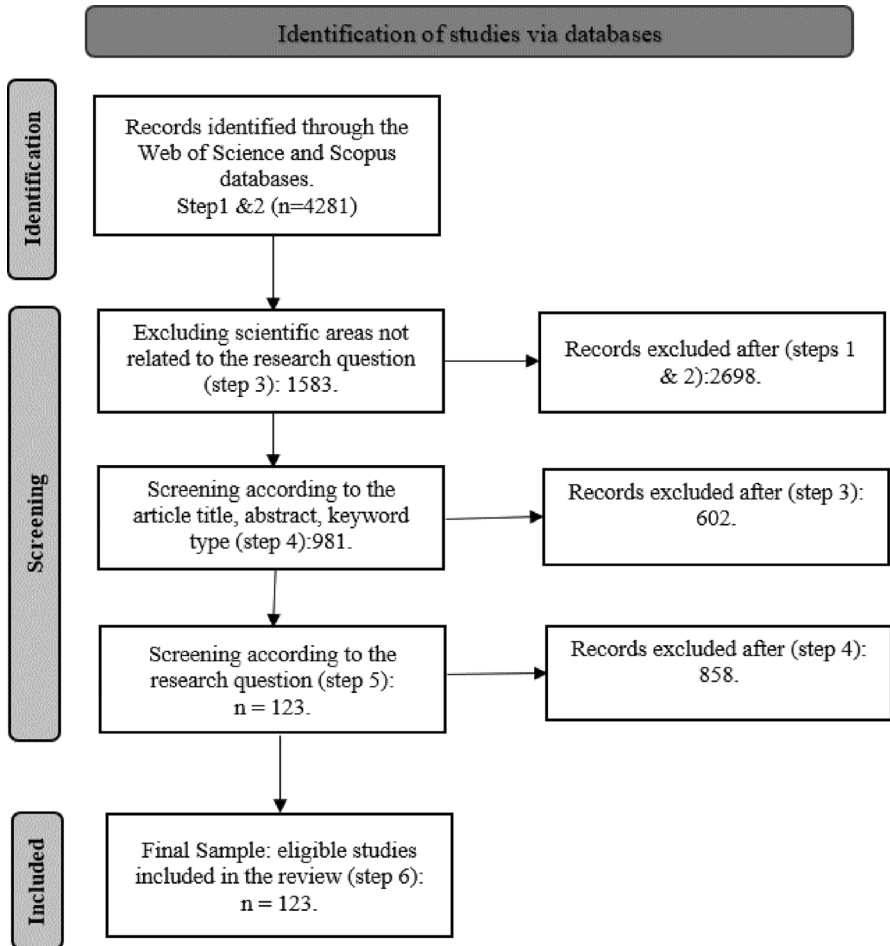 Identification of studies via databases
Identification
Records identified through the
Web of Science and Scopus
databases.
Step1 &2 (n=4281)
Screening
Excluding scientific areas not
related to the research question
(step 3): 1583.
Records excluded after (steps 1
& 2):2698.
Screening according to the
article title, abstract, keyword
type (step 4):981.
Records excluded after (step 3):
602.
Screening according to the
research question (step 5):
n = 123.
Records excluded after (step 4):
858.
Included
Final Sample: eligible studies
included in the review (step 6):
n = 123.